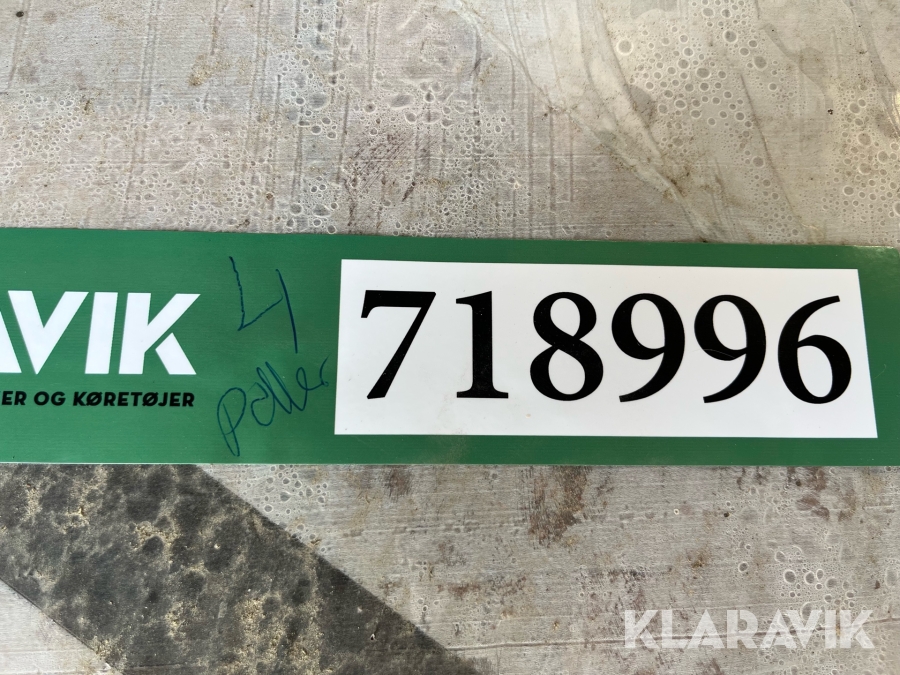 AVIK
ER OG KØRETØJER
4
paller
718996
KLARAVIK